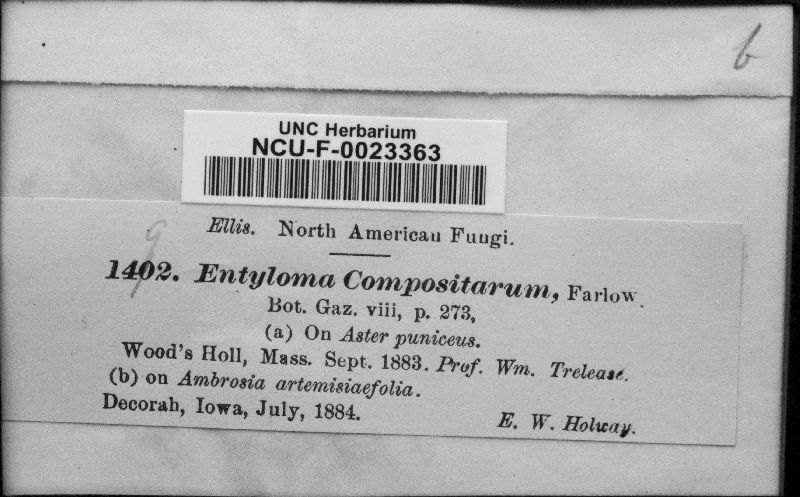 b
UNC Herbarium
NCU-F-0023363
Ellis. North American Fungi.
9
1402. Entyloma Compositarum, Farlow.
Bot. Gaz. viii, p. 273,
(a) On Aster puniceus.
Wood's Holl, Mass. Sept. 1883. Prof. Wm. Trelease.
(b) on Ambrosia artemisiaefolia.
Decorah, Iowa, July, 1884. E. W. Holway.